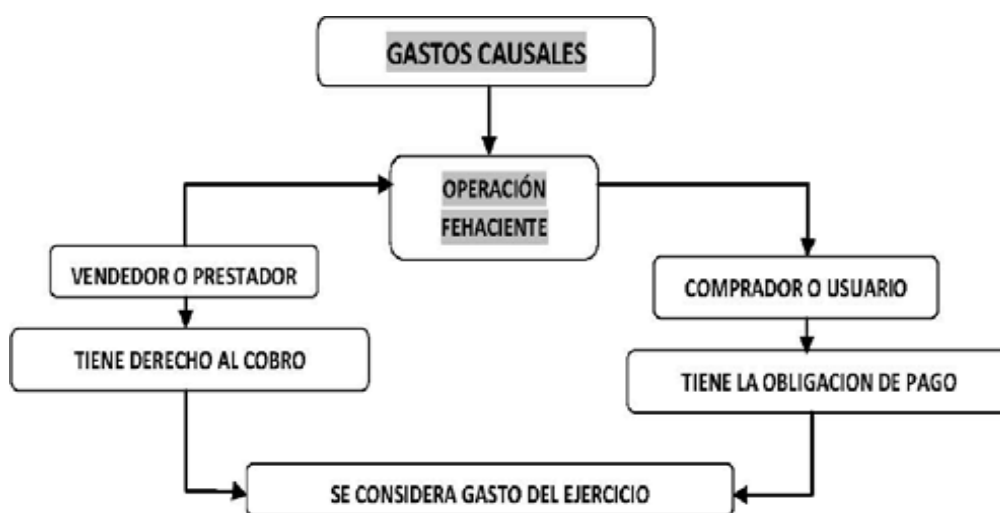 GASTOS CAUSALES
OPERACIÓN
FEHACIENTE
VENDEDOR O PRESTADOR
COMPRADOR O USUARIO
TIENE DERECHO AL COBRO
TIENE LA OBLIGACION DE PAGO
SE CONSIDERA GASTO DEL EJERCICIO